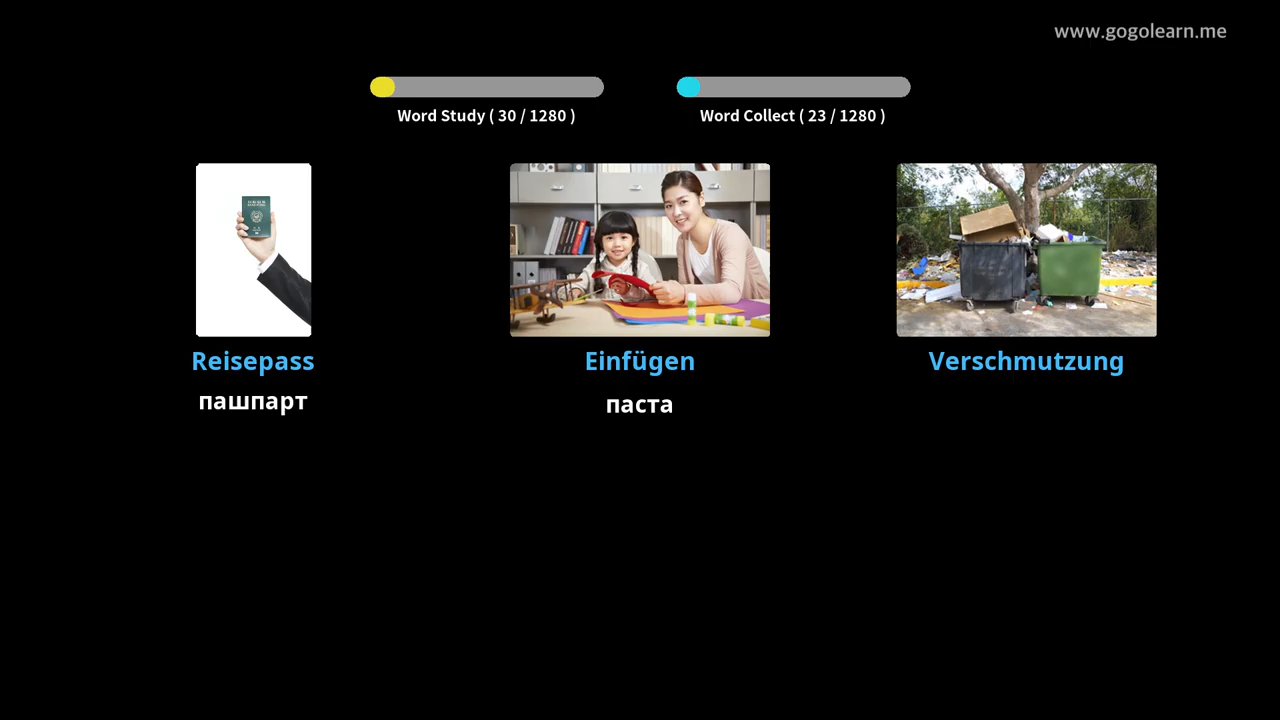 www.gogolearn.me
Word Study ( 30 / 1280 )
Word Collect ( 23 / 1280 )
Reisepass
Einfügen
Verschmutzung
пашпарт
паста